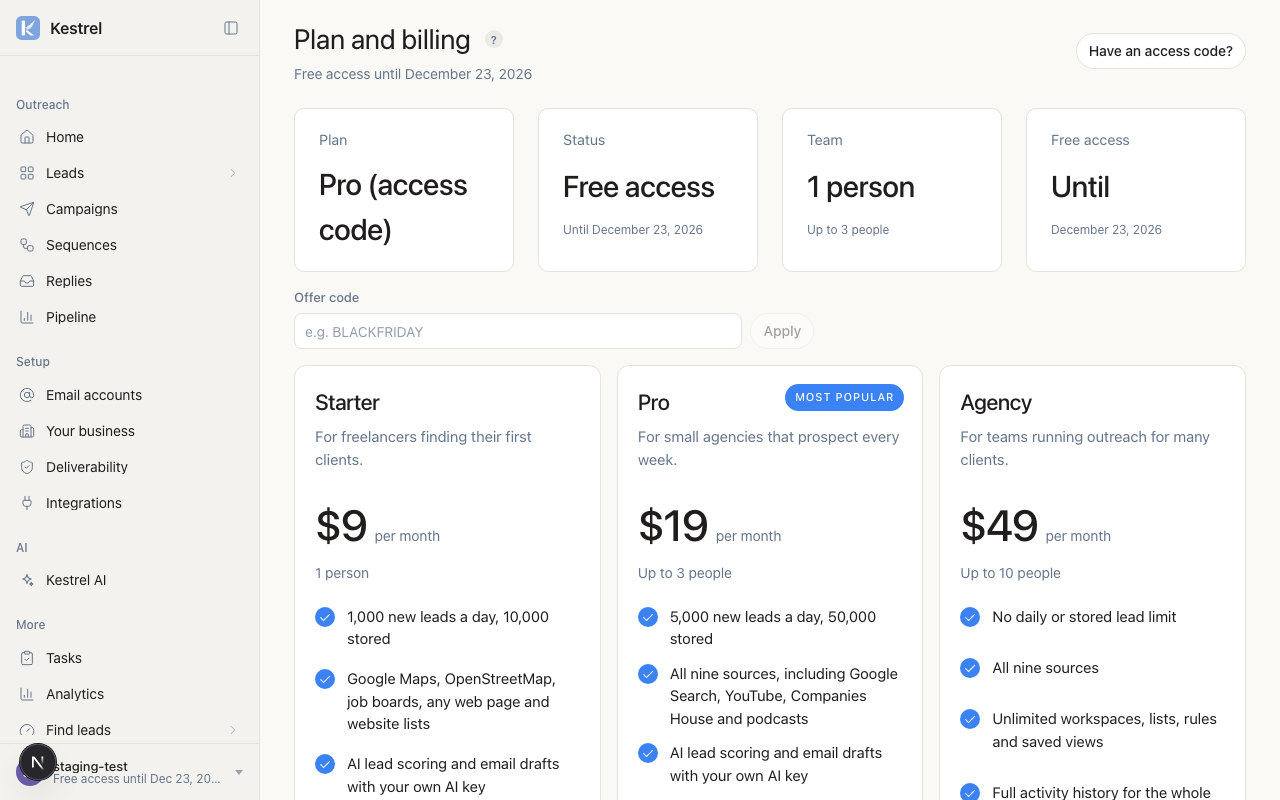 Kestrel
Outreach
Home
Leads
Campaigns
Sequences
Replies
Pipeline
Setup
Email accounts
Your business
Deliverability
Integrations
AI
Kestrel AI
More
Tasks
Analytics
Find leads
N
staging-test
Free access until Dec 23, 20...
Plan and billing ?
Free access until December 23, 2026
Have an access code?
Plan
Pro (access
code)
Status
Free access
Until December 23, 2026
Team
1 person
Up to 3 people
Free access
Until
December 23, 2026
Offer code
e.g. BLACKFRIDAY
Apply
Starter
For freelancers finding their first
clients.
$9 per month
1 person
1,000 new leads a day, 10,000
stored
Google Maps, OpenStreetMap,
job boards, any web page and
website lists
AI lead scoring and email drafts
with your own AI key
Pro
MOST POPULAR
For small agencies that prospect every
week.
$19 per month
Up to 3 people
5,000 new leads a day, 50,000
stored
All nine sources, including Google
Search, YouTube, Companies
House and podcasts
AI lead scoring and email drafts
with your own AI key
Agency
For teams running outreach for many
clients.
$49 per month
Up to 10 people
No daily or stored lead limit
All nine sources
Unlimited workspaces, lists, rules
and saved views
Full activity history for the whole